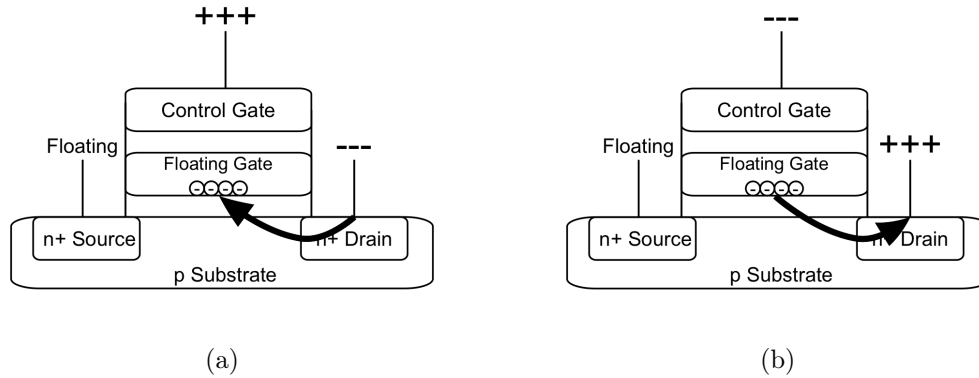 +++
Control Gate
Floating
Floating Gate
---
- - - -
n+ Source
n+ Drain
p Substrate
(a)
---
Control Gate
Floating
Floating Gate
+++
- - - -
n+ Source
n+ Drain
p Substrate
(b)